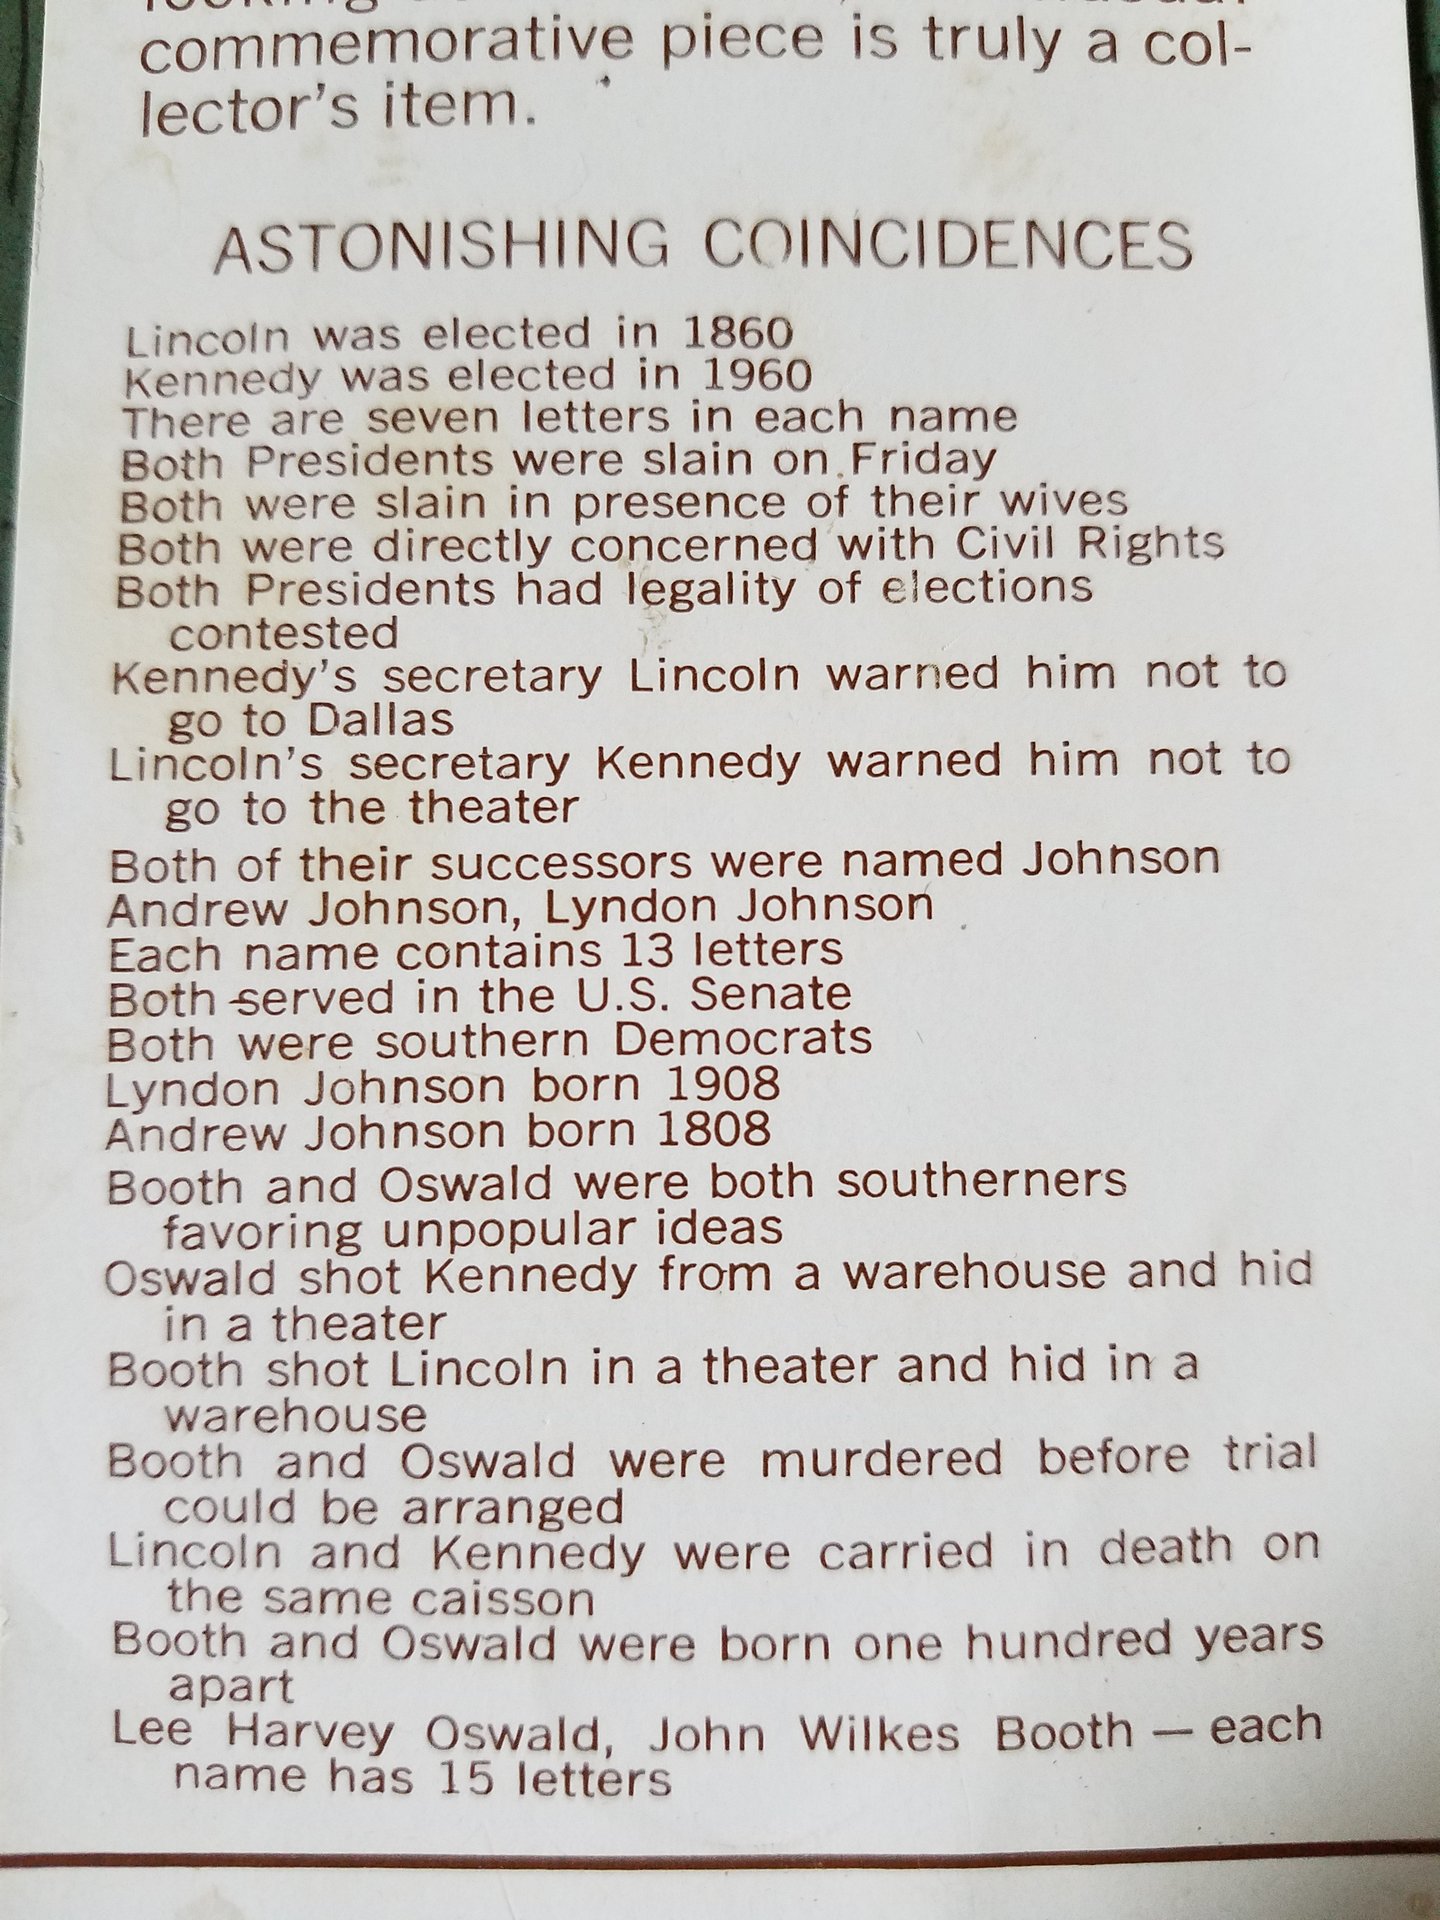 commemorative piece is truly a col-
lector's item.
ASTONISHING COINCIDENCES
Lincoln was elected in 1860
Kennedy was elected in 1960
There are seven letters in each name
Both Presidents were slain on Friday
Both were slain in presence of their wives
Both were directly concerned with Civil Rights
Both Presidents had legality of elections
contested
Kennedy's secretary Lincoln warned him not to
go to Dallas
Lincoln's secretary Kennedy warned him not to
go to the theater
Both of their successors were named Johnson
Andrew Johnson, Lyndon Johnson
Each name contains 13 letters
Both served in the U.S. Senate
Both were southern Democrats
Lyndon Johnson born 1908
Andrew Johnson born 1808
Booth and Oswald were both southerners
favoring unpopular ideas
Oswald shot Kennedy from a warehouse and hid
in a theater
Booth shot Lincoln in a theater and hid in a
warehouse
Booth and Oswald were murdered before trial
could be arranged
Lincoln and Kennedy were carried in death on
the same caisson
Booth and Oswald were born one hundred years
apart
Lee Harvey Oswald, John Wilkes Booth — each
name has 15 letters